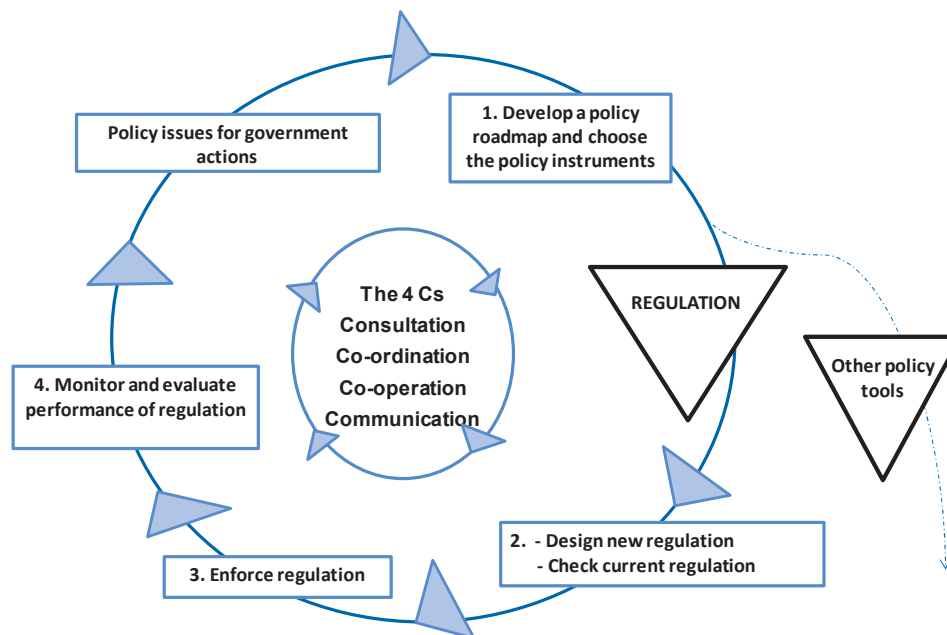 Policy issues for government
actions
1. Develop a policy
roadmap and choose
the policy instruments
REGULATION
Other policy
tools
The 4 Cs
Consultation
Co-ordination
Co-operation
Communication
4. Monitor and evaluate
performance of regulation
2.  - Design new regulation
- Check current regulation
3. Enforce regulation